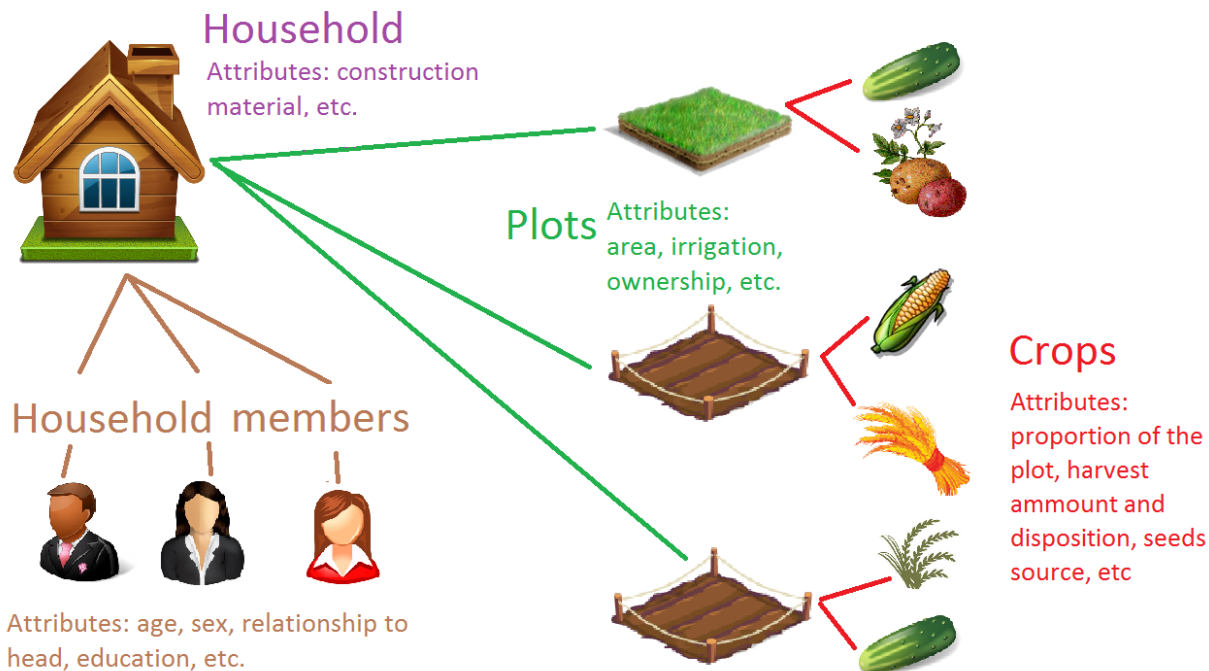 Household
Attributes: construction
material, etc.
Plots
Attributes:
area, irrigation,
ownership, etc.
Crops
Attributes:
proportion of the
plot, harvest
ammount and
disposition, seeds
source, etc
Household members
Attributes: age, sex, relationship to
head, education, etc.